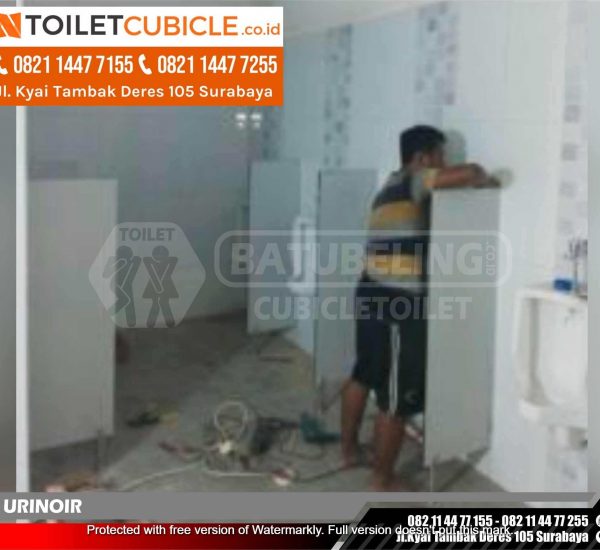 TOILETCUBICLE.co.id
0821 1447 7155 0821 1447 7255
Jl. Kyai Tambak Deres 105 Surabaya
TOILET
BATUBELING
CO.ID
CUBICLETOILET
URINOIR
082 11 44 77 155 - 082 11 44 77 255
Jl.Kyai Tambak Deres 105 Surabaya
Protected with free version of Watermarkly. Full version doesn't put this mark.